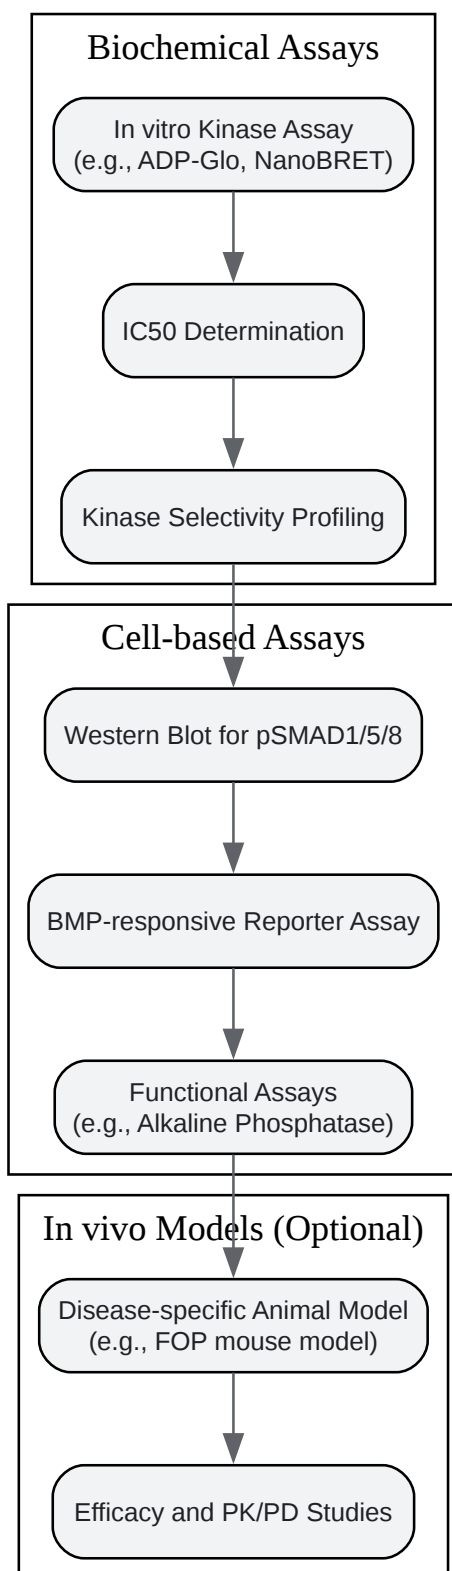 Biochemical Assays
In vitro Kinase Assay
(e.g., ADP-Glo, NanoBRET)
IC50 Determination
Kinase Selectivity Profiling
Cell-based Assays
Western Blot for pSMAD1/5/8
BMP-responsive Reporter Assay
Functional Assays
(e.g., Alkaline Phosphatase)
In vivo Models (Optional)
Disease-specific Animal Model
(e.g., FOP mouse model)
Efficacy and PK/PD Studies